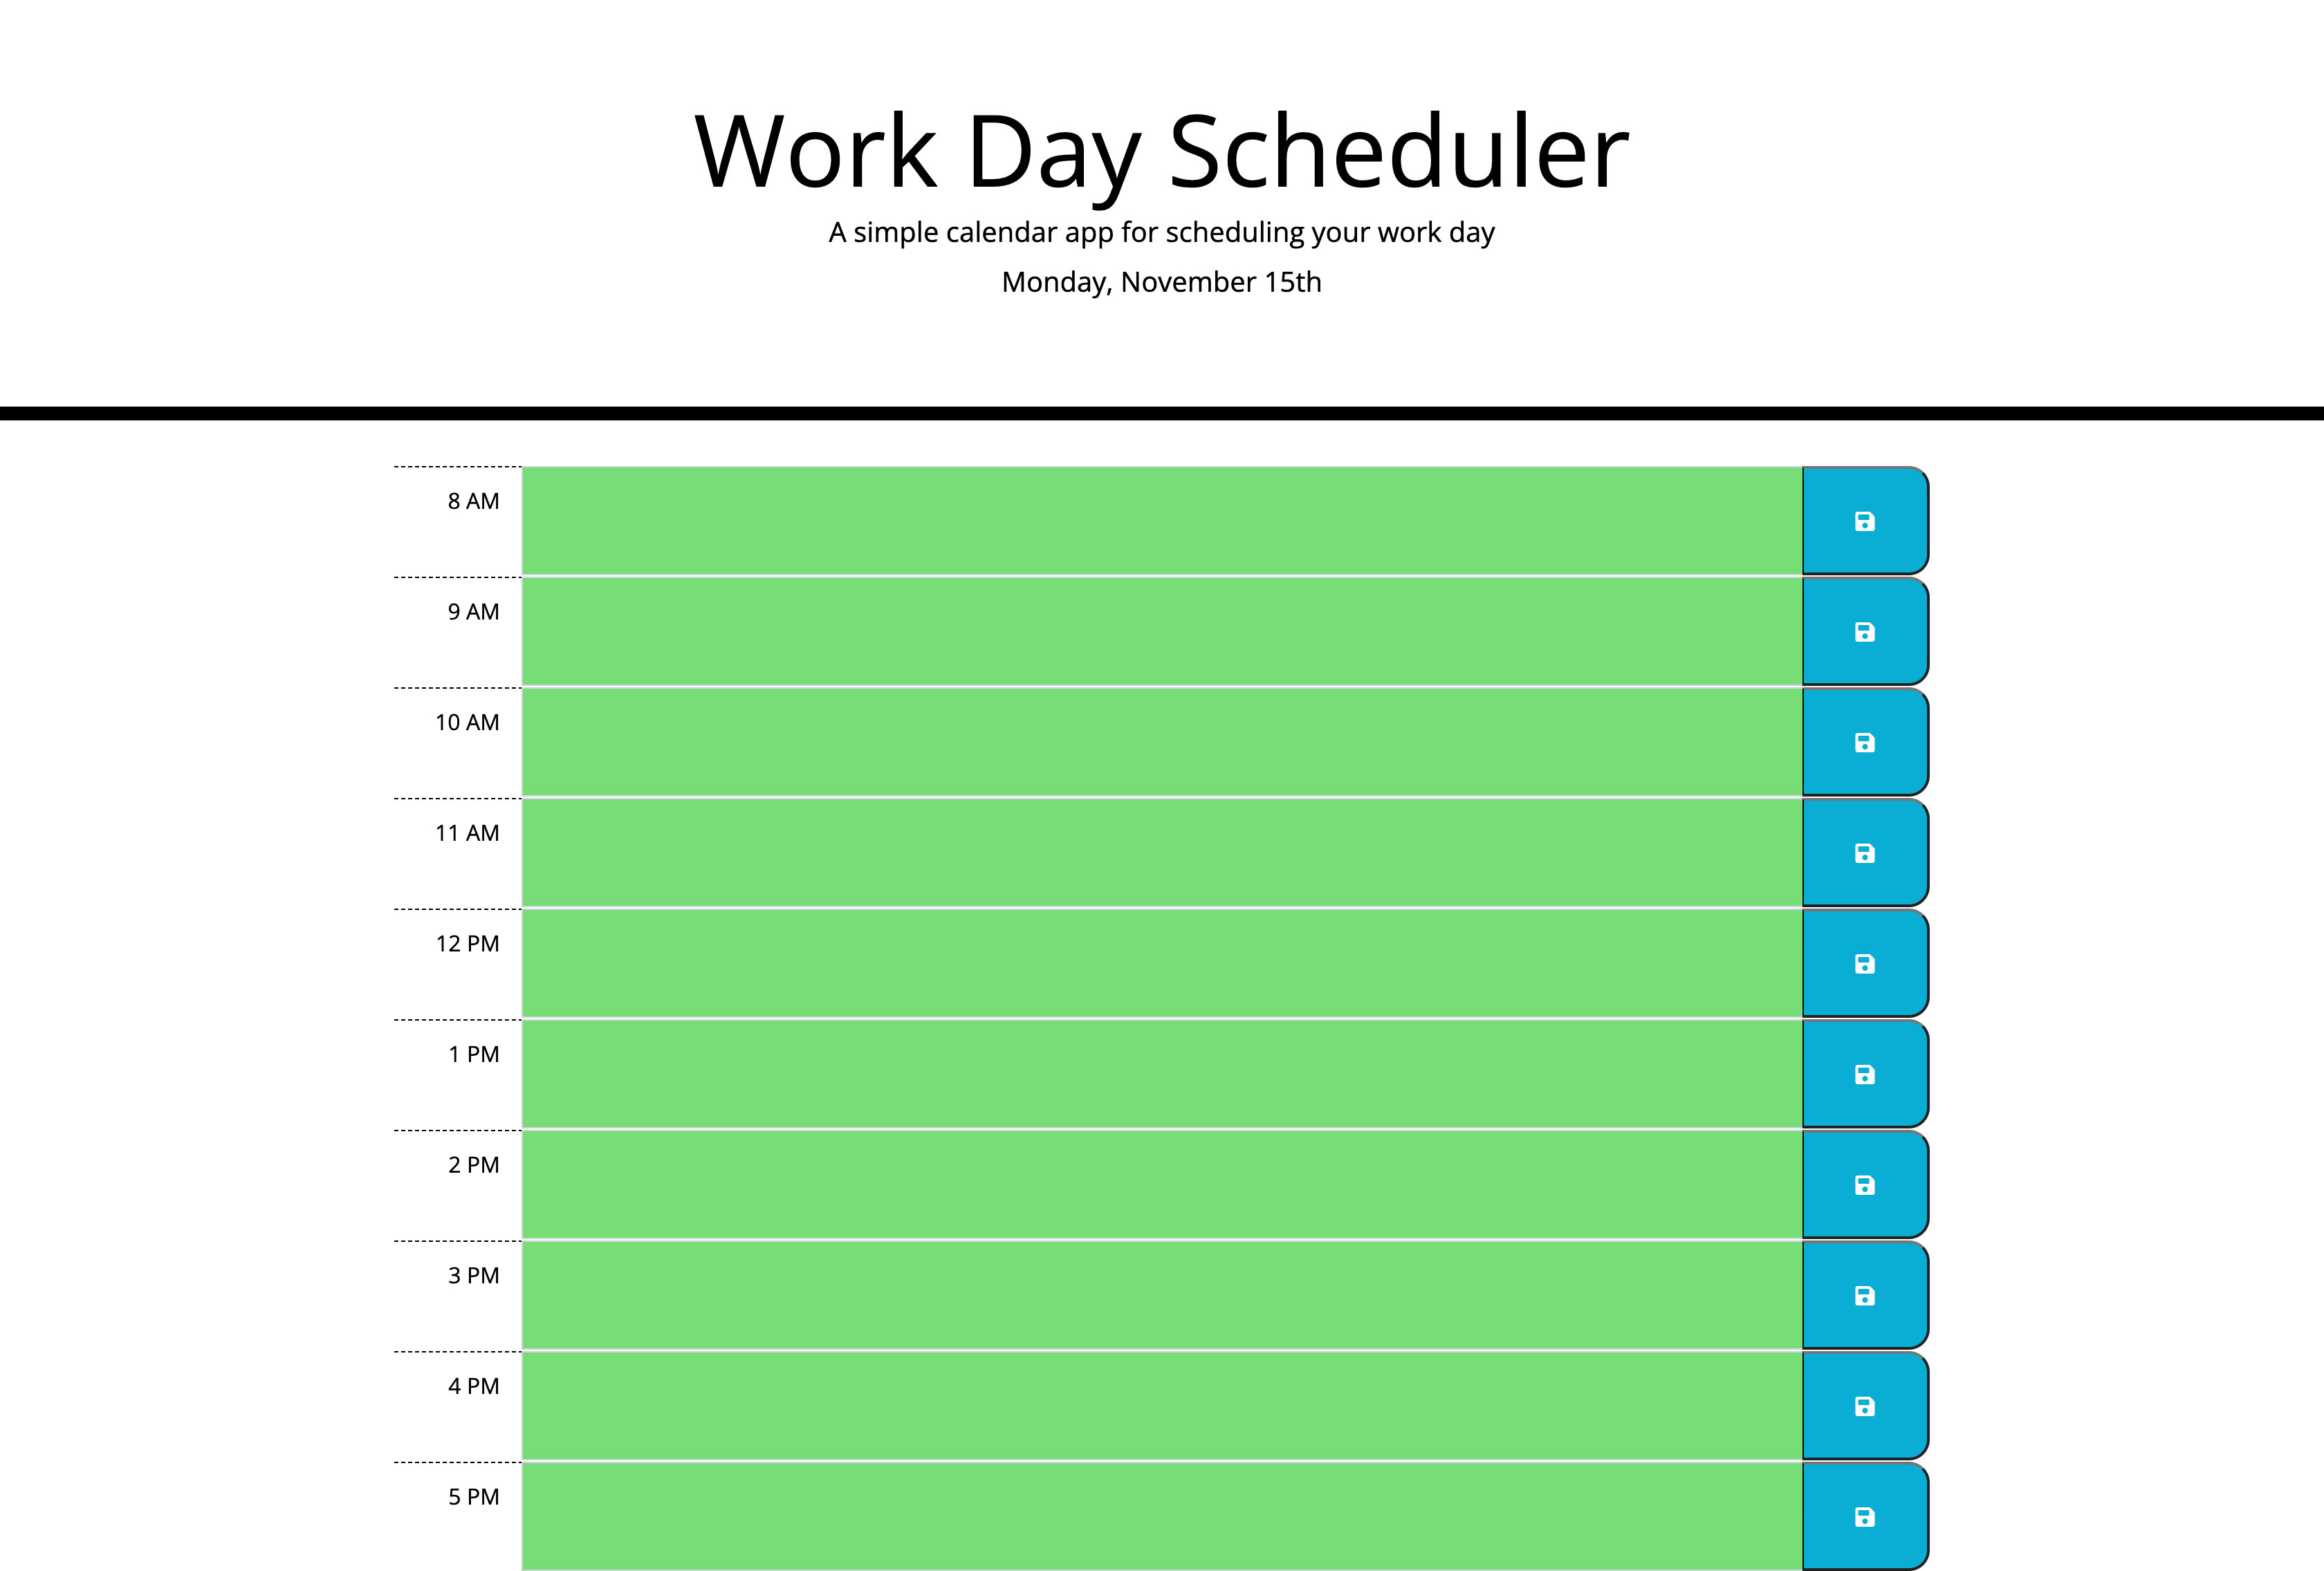 Work Day Scheduler
A simple calendar app for scheduling your work day
Monday, November 15th
8 AM
9 AM
10 AM
11 AM
12 PM
1 PM
2 PM
3 PM
4 PM
5 PM